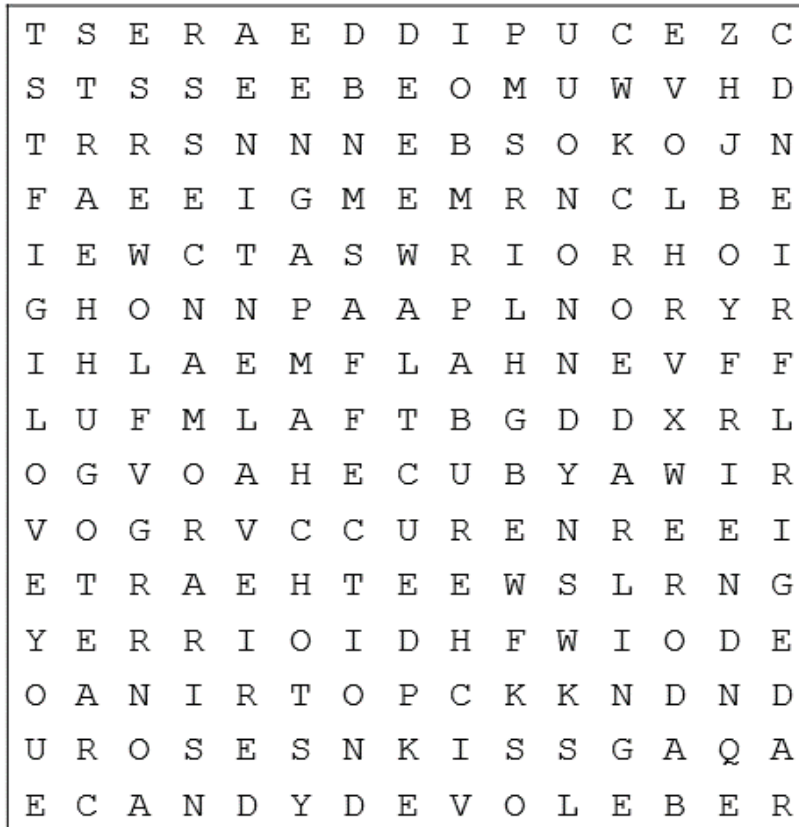 T S E R A E D D I P U C E Z C
S T S S E E B E O M U W V H D
T R R S N N N E B S O K O J N
F A E E I G M E M R N C L B E
I E W C T A S W R I O R H O I
G H O N N P A A P L N O R Y R
I H L A E M F L A H N E V F F
L U F M L A F T B G D D X R L
O G V O A H E C U B Y A W I R
V O G R V C C U R E N R E E I
E T R A E H T E E W S L R N G
Y E R R I O I D H F W I O D E
O A N I R T O P C K K N D N D
U R O S E S N K I S S G A Q A
E C A N D Y D E V O L E B E R